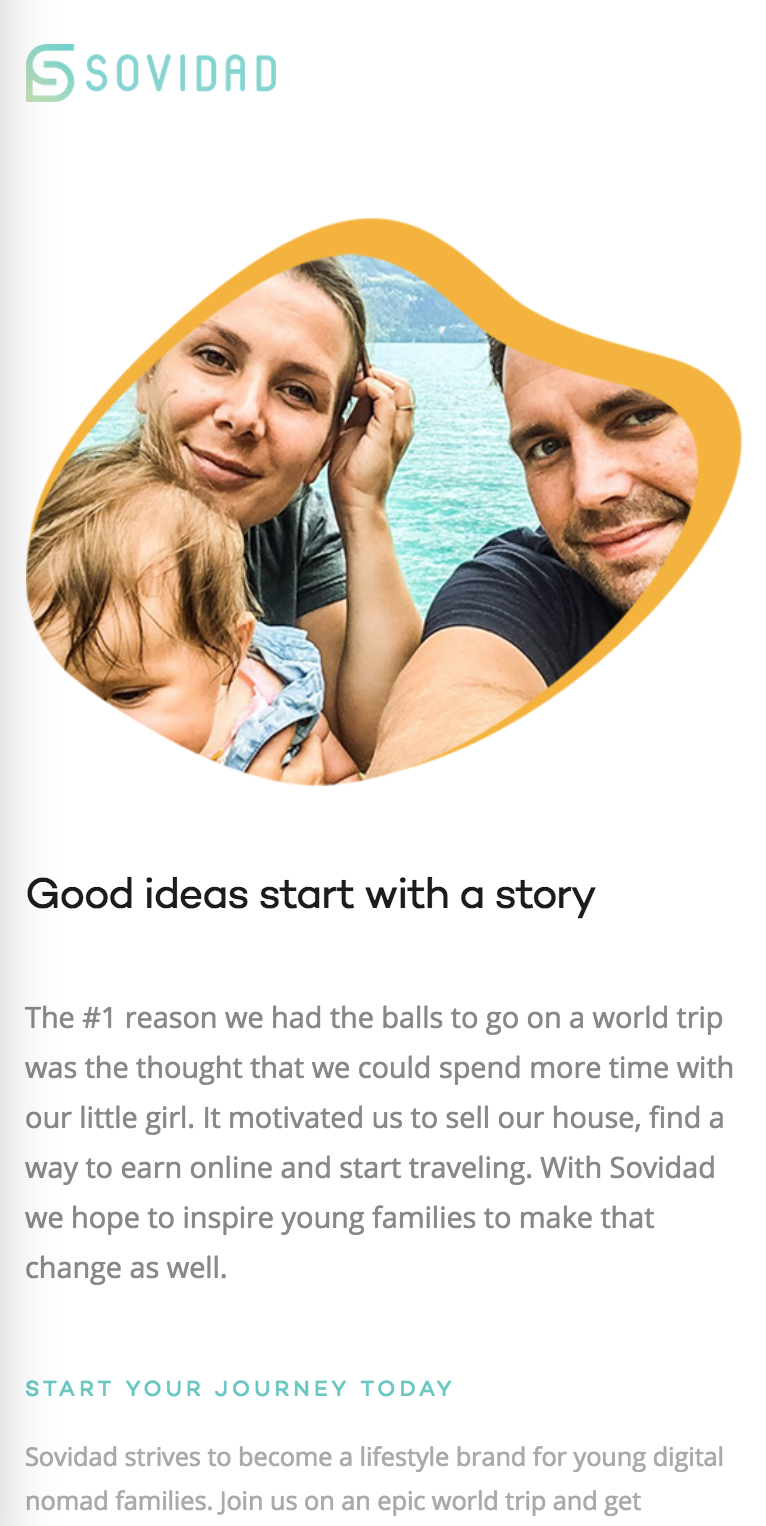 SOVIDAD
Good ideas start with a story
The #1 reason we had the balls to go on a world trip
was the thought that we could spend more time with
our little girl. It motivated us to sell our house, find a
way to earn online and start traveling. With Sovidad
we hope to inspire young families to make that
change as well.
START YOUR JOURNEY TODAY
Sovidad strives to become a lifestyle brand for young digital
nomad families. Join us on an epic world trip and get